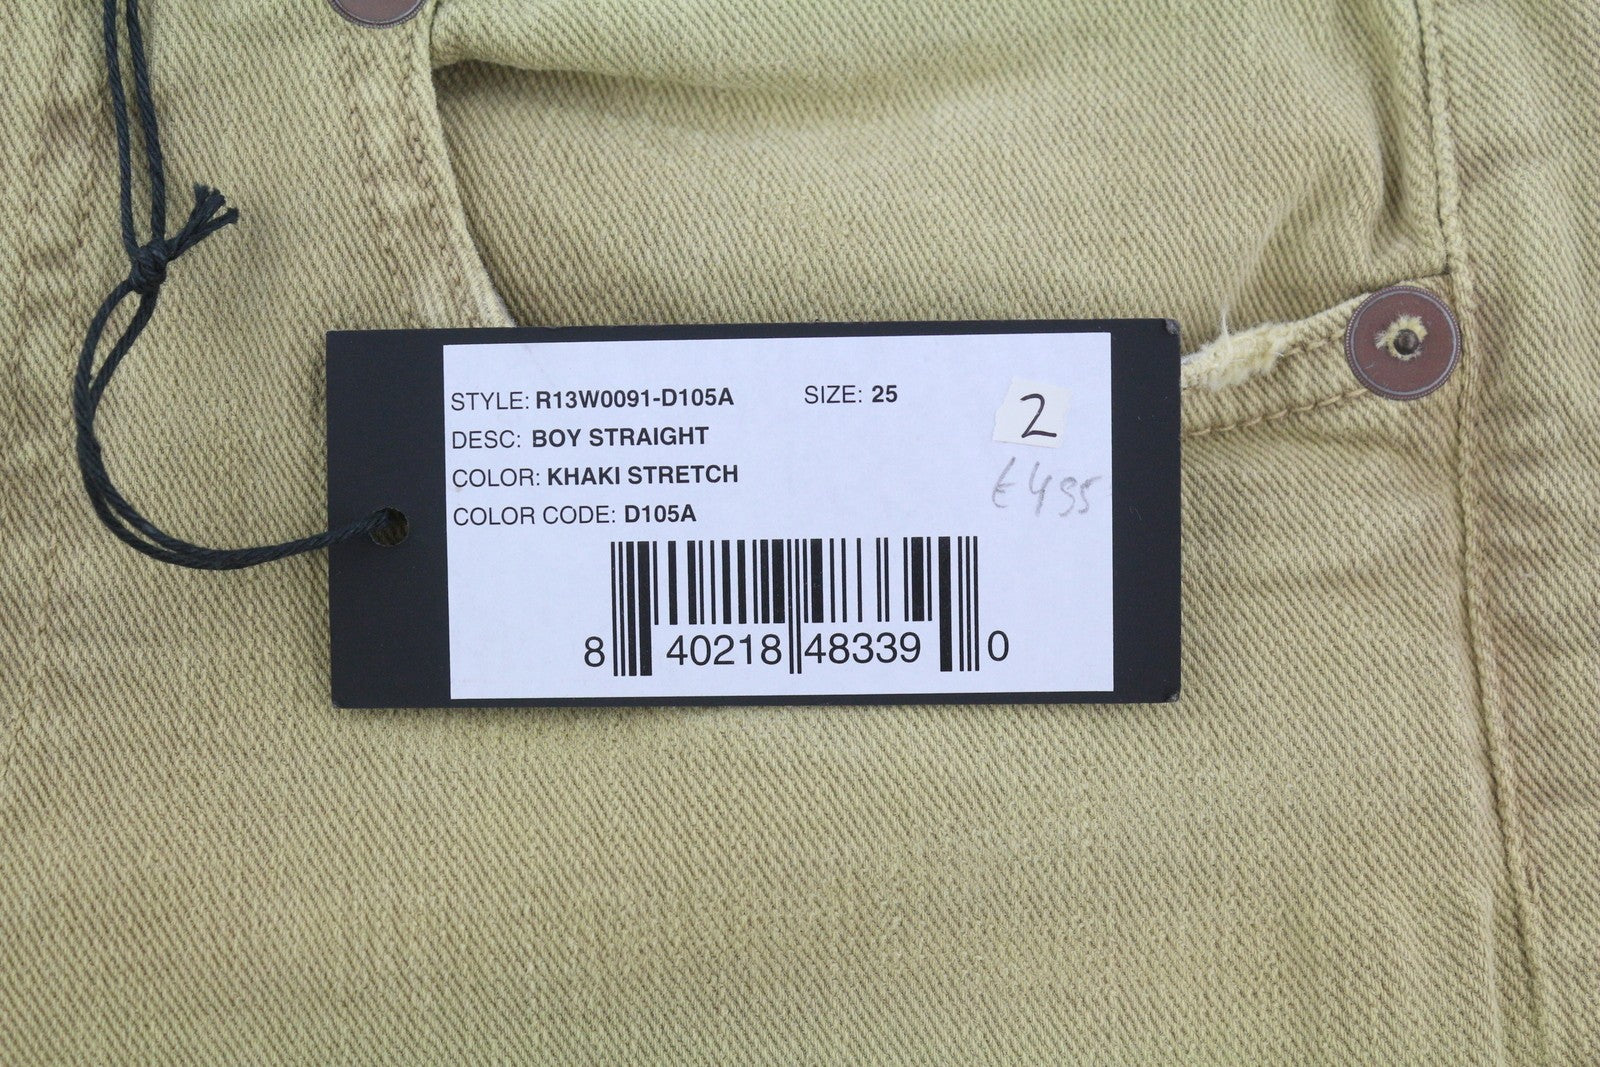 STYLE: R13W0091-D105A SIZE: 25
2
DESC: BOY STRAIGHT
COLOR: KHAKI STRETCH
£495
COLOR CODE: D105A
8 40218 48339 0